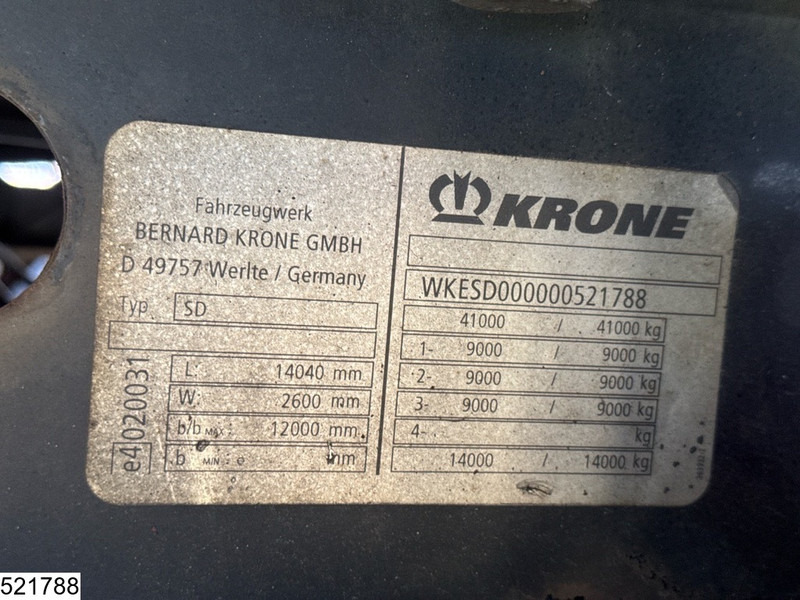 Fahrzeugwerk
BERNARD KRONE GMBH
D 49757 Werlte / Germany
Typ SD
L: 14040 mm
W: 2600 mm
b/b MAX: 12000 mm
b MIN: mm
e4 020031
KRONE
WKESD000000521788
41000 / 41000 kg
1- 9000 / 9000 kg
2- 9000 / 9000 kg
3- 9000 / 9000 kg
4- kg
14000 / 14000 kg
521788